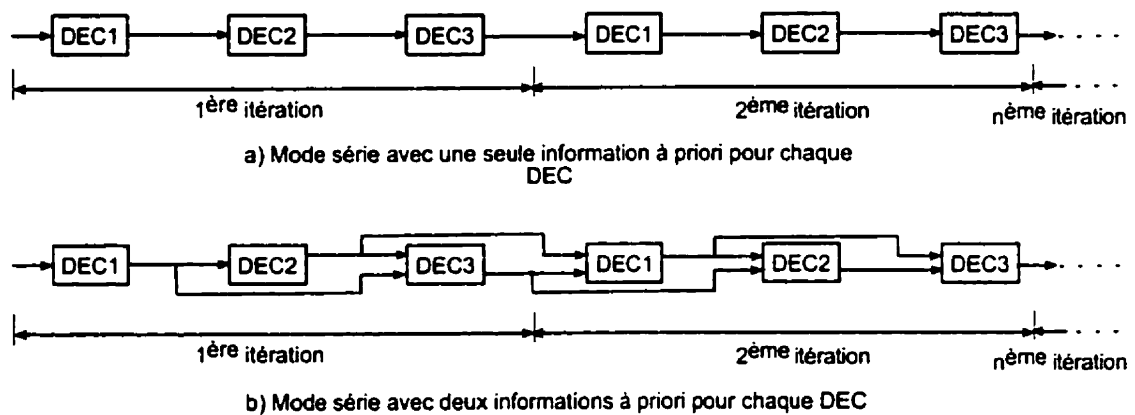 DEC1 DEC2 DEC3 DEC1 DEC2 DEC3
1ère itération 2ème itération nème itération
a) Mode série avec une seule information à priori pour chaque
DEC
DEC1 DEC2 DEC3 DEC1 DEC2 DEC3
1ère itération 2ème itération nème itération
b) Mode série avec deux informations à priori pour chaque DEC